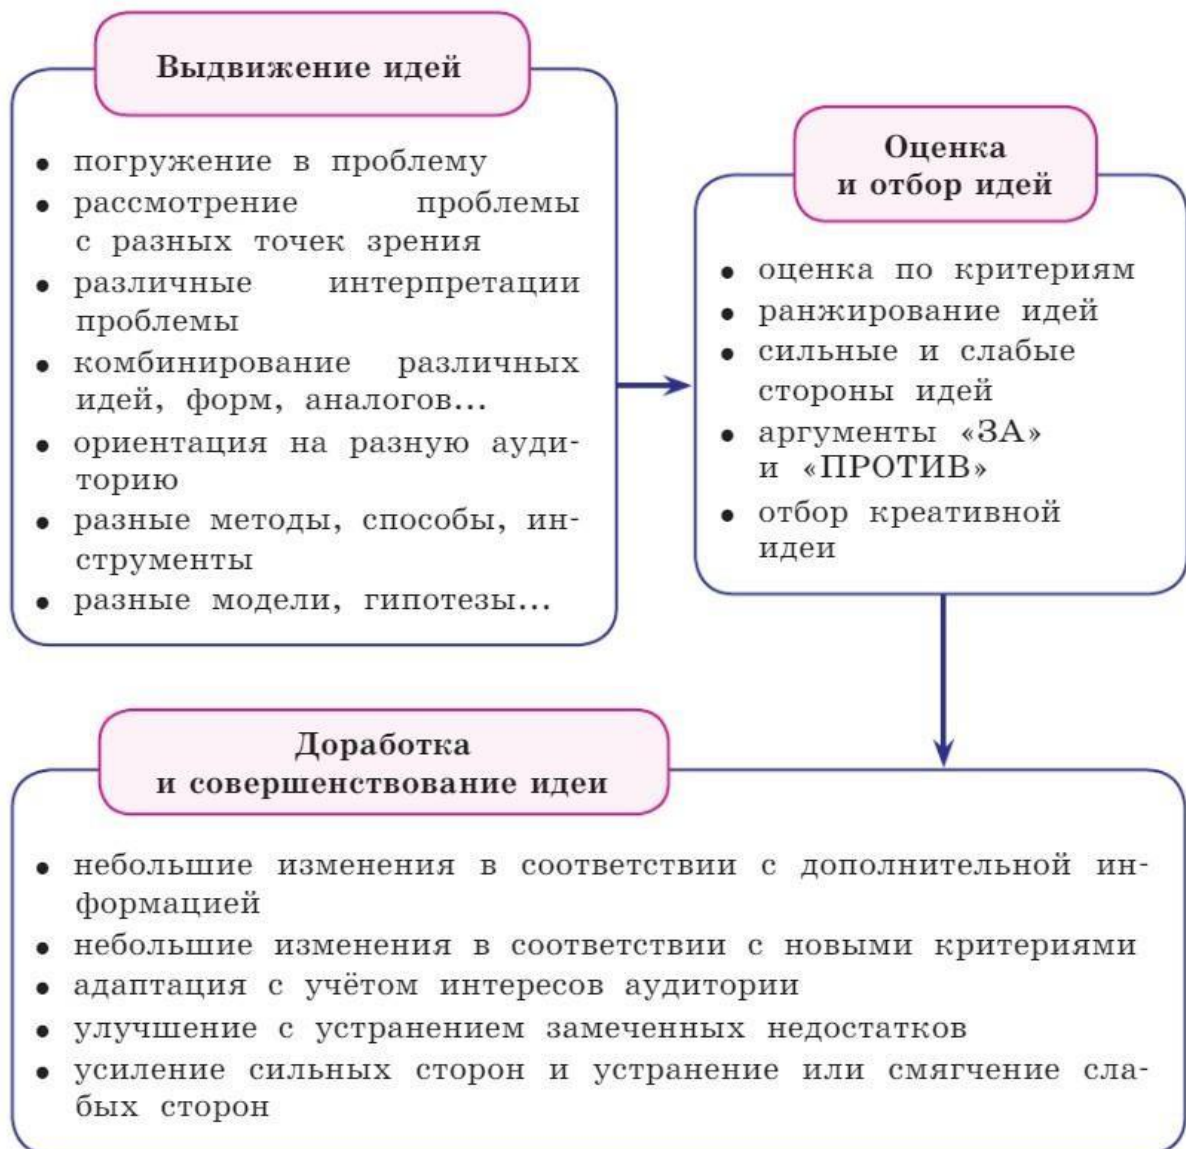 Выдвижение идей
• погружение в проблему
• рассмотрение проблемы
с разных точек зрения
• различные интерпретации
проблемы
• комбинирование различных
идей, форм, аналогов...
• ориентация на разную ауди-
торию
• разные методы, способы, ин-
струменты
• разные модели, гипотезы...
Оценка
и отбор идей
• оценка по критериям
• ранжирование идей
• сильные и слабые
стороны идей
• аргументы «ЗА»
и «ПРОТИВ»
• отбор креативной
идеи
Доработка
и совершенствование идеи
• небольшие изменения в соответствии с дополнительной ин-
формацией
• небольшие изменения в соответствии с новыми критериями
• адаптация с учётом интересов аудитории
• улучшение с устранением замеченных недостатков
• усиление сильных сторон и устранение или смягчение сла-
бых сторон